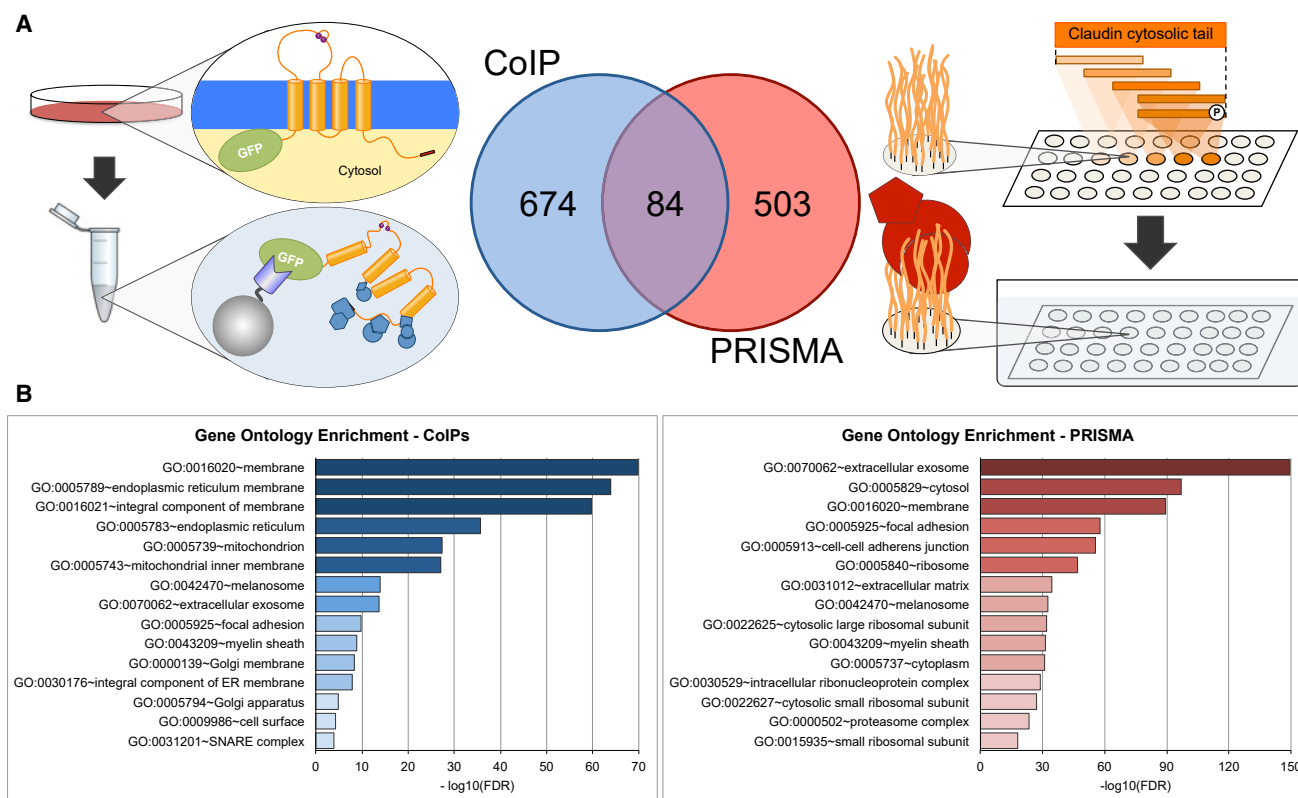 A
GFP
Cytosol
GFP
CoIP
674
84
503
PRISMA
Claudin cytosolic tail
P
B
Gene Ontology Enrichment - CoIPs
GO:0016020~membrane
GO:0005789~endoplasmic reticulum membrane
GO:0016021~integral component of membrane
GO:0005783~endoplasmic reticulum
GO:0005739~mitochondrion
GO:0005743~mitochondrial inner membrane
GO:0042470~melanosome
GO:0070062~extracellular exosome
GO:0005925~focal adhesion
GO:0043209~myelin sheath
GO:0000139~Golgi membrane
GO:0030176~integral component of ER membrane
GO:0005794~Golgi apparatus
GO:0009986~cell surface
GO:0031201~SNARE complex
0 10 20 30 40 50 60 70
- log10(FDR)
Gene Ontology Enrichment - PRISMA
GO:0070062~extracellular exosome
GO:0005829~cytosol
GO:0016020~membrane
GO:0005925~focal adhesion
GO:0005913~cell-cell adherens junction
GO:0005840~ribosome
GO:0031012~extracellular matrix
GO:0042470~melanosome
GO:0022625~cytosolic large ribosomal subunit
GO:0043209~myelin sheath
GO:0005737~cytoplasm
GO:0030529~intracellular ribonucleoprotein complex
GO:0022627~cytosolic small ribosomal subunit
GO:0000502~proteasome complex
GO:0015935~small ribosomal subunit
0 30 60 90 120 150
-log10(FDR)